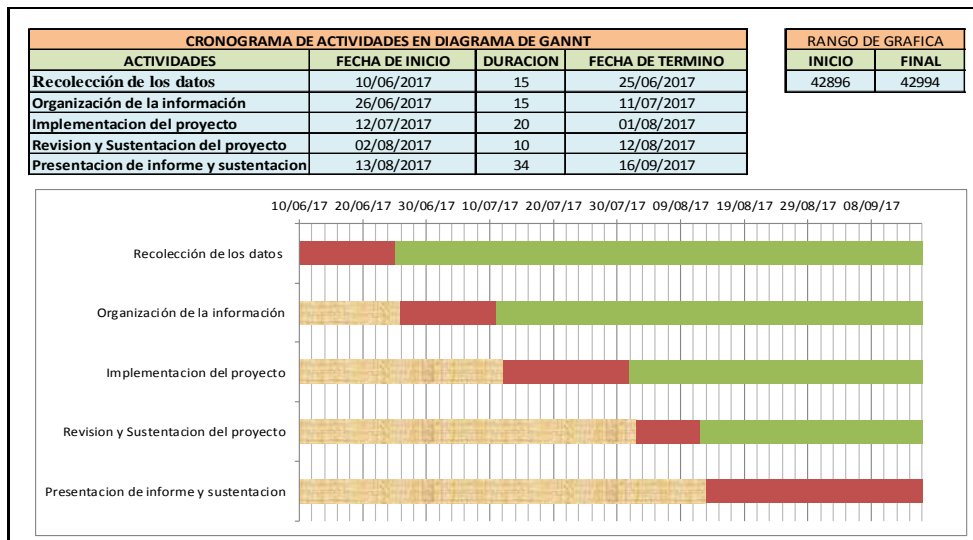 CRONOGRAMA DE ACTIVIDADES EN DIAGRAMA DE GANNT
ACTIVIDADES FECHA DE INICIO DURACION FECHA DE TERMINO
Recolección de los datos 10/06/2017 15 25/06/2017
Organización de la información 26/06/2017 15 11/07/2017
Implementacion del proyecto 12/07/2017 20 01/08/2017
Revision y Sustentacion del proyecto 02/08/2017 10 12/08/2017
Presentacion de informe y sustentacion 13/08/2017 34 16/09/2017
RANGO DE GRAFICA
INICIO FINAL
42896 42994
10/06/17 20/06/17 30/06/17 10/07/17 20/07/17 30/07/17 09/08/17 19/08/17 29/08/17 08/09/17
Recolección de los datos
Organización de la información
Implementacion del proyecto
Revision y Sustentacion del proyecto
Presentacion de informe y sustentacion